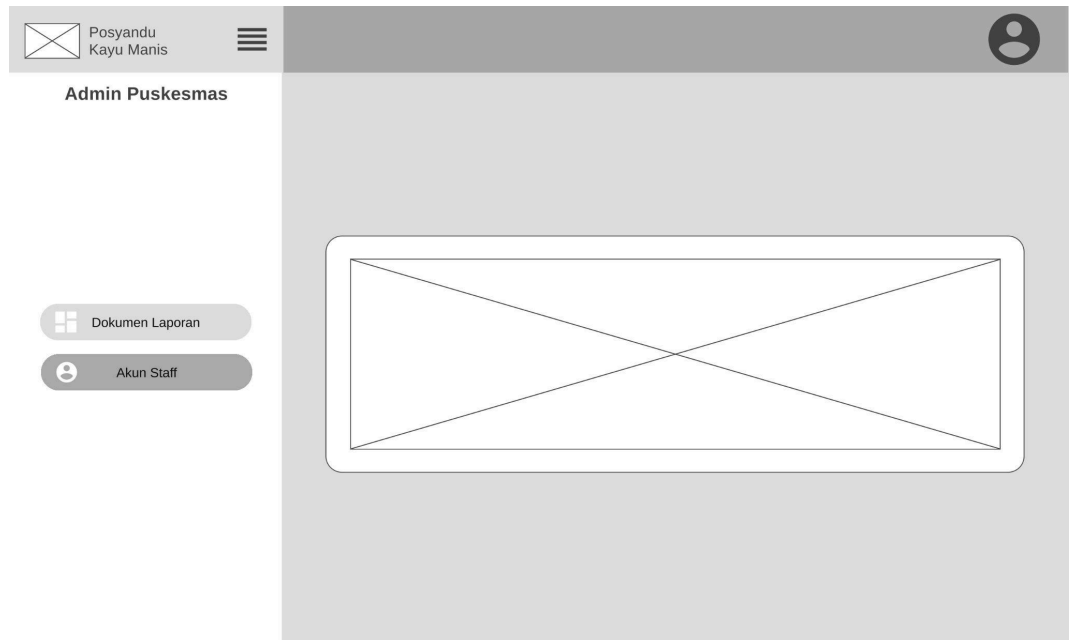 Posyandu
Kayu Manis
Admin Puskesmas
Dokumen Laporan
Akun Staff